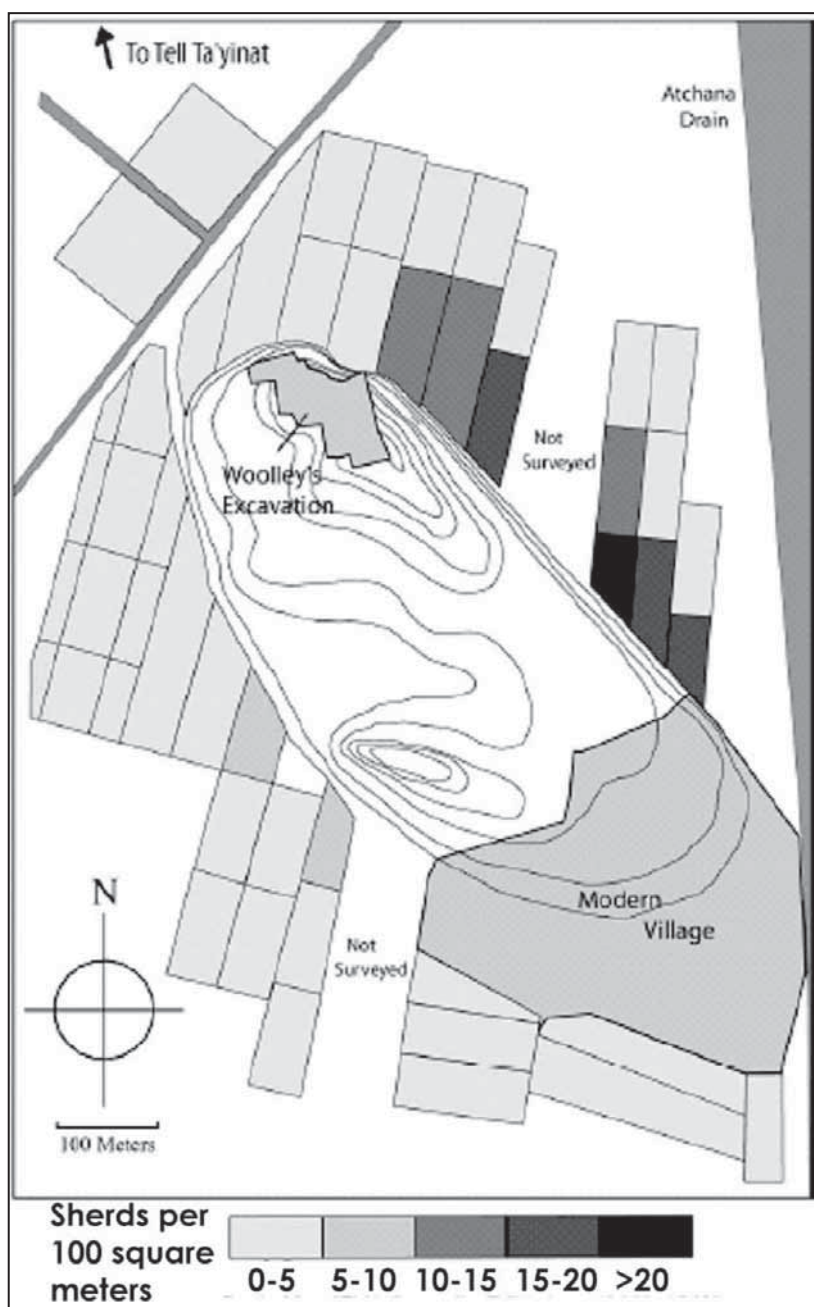 To Tell Ta'yinat
Atchana
Drain
Not
Surveyed
Woolley's
Excavation
Modern
Village
N
Not
Surveyed
100 Meters
Sherds per
100 square
meters
0-5 5-10 10-15 15-20 >20